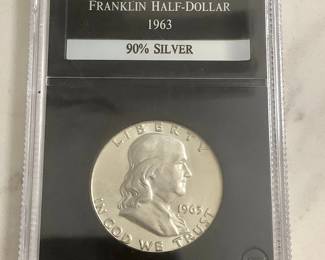 FRANKLIN HALF-DOLLAR
1963
90% SILVER
LIBERTY
1963
IN GOD WE TRUST